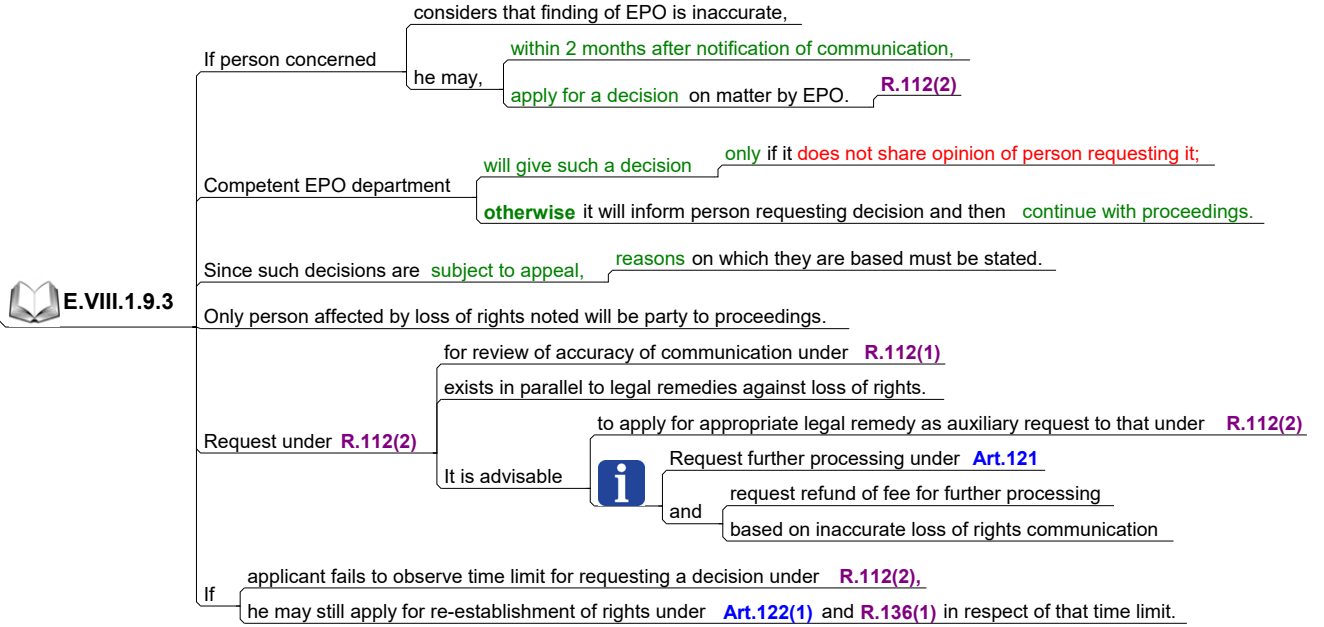 considers that finding of EPO is inaccurate,
If person concerned
he may,
within 2 months after notification of communication,
apply for a decision on matter by EPO. R.112(2)
Competent EPO department
will give such a decision only if it does not share opinion of person requesting it;
otherwise it will inform person requesting decision and then continue with proceedings.
Since such decisions are subject to appeal, reasons on which they are based must be stated.
E.VIII.1.9.3
Only person affected by loss of rights noted will be party to proceedings.
Request under R.112(2)
for review of accuracy of communication under R.112(1)
exists in parallel to legal remedies against loss of rights.
It is advisable
to apply for appropriate legal remedy as auxiliary request to that under R.112(2)
i
Request further processing under Art.121
and
request refund of fee for further processing
based on inaccurate loss of rights communication
If
applicant fails to observe time limit for requesting a decision under R.112(2),
he may still apply for re-establishment of rights under Art.122(1) and R.136(1) in respect of that time limit.